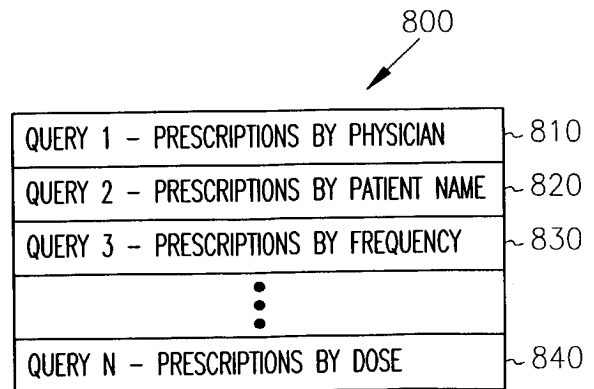 800
QUERY 1 – PRESCRIPTIONS BY PHYSICIAN 810
QUERY 2 – PRESCRIPTIONS BY PATIENT NAME 820
QUERY 3 – PRESCRIPTIONS BY FREQUENCY 830
QUERY N – PRESCRIPTIONS BY DOSE 840